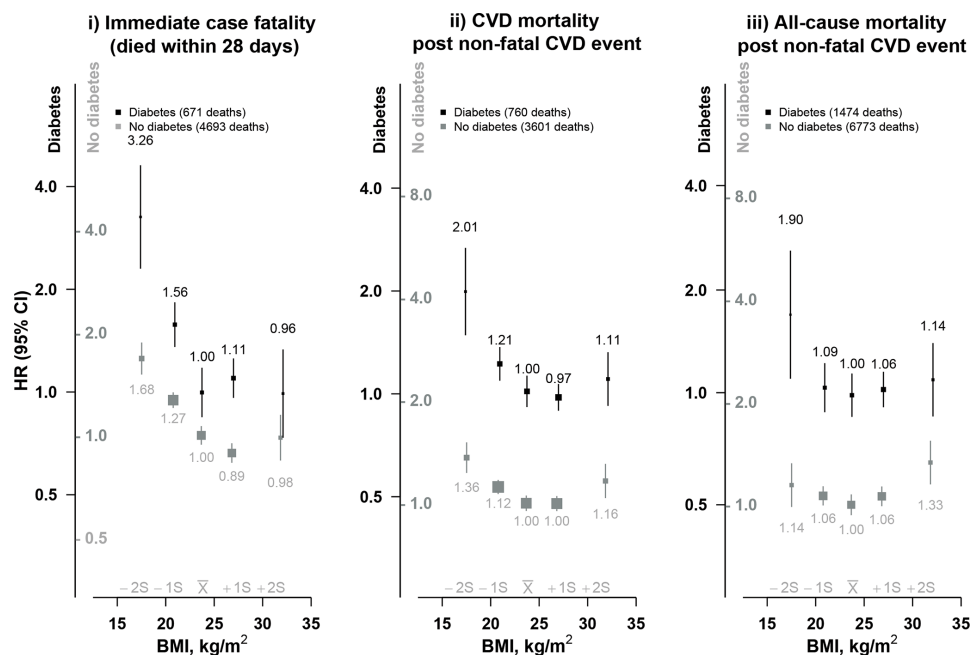 i) Immediate case fatality
(died within 28 days)
Diabetes
No diabetes
Diabetes (671 deaths)
No diabetes (4693 deaths)
3.26
4.0
4.0
2.0
1.56
2.0
0.96
HR (95% CI)
1.00
1.11
1.0
1.68
1.27
1.0
1.00
0.89
0.98
0.5
0.5
−2S −1S X̅ +1S +2S
15 20 25 30 35
BMI, kg/m²
ii) CVD mortality
post non-fatal CVD event
Diabetes
No diabetes
Diabetes (760 deaths)
No diabetes (3601 deaths)
4.0
8.0
2.01
2.0
4.0
1.21
1.00
0.97
1.11
1.0
2.0
1.36
1.12
1.00
1.00
1.16
0.5
1.0
−2S −1S X̅ +1S +2S
15 20 25 30 35
BMI, kg/m²
iii) All-cause mortality
post non-fatal CVD event
Diabetes
No diabetes
Diabetes (1474 deaths)
No diabetes (6773 deaths)
4.0
8.0
1.90
2.0
4.0
1.09
1.00
1.06
1.14
1.0
2.0
1.14
1.06
1.00
1.06
1.33
0.5
1.0
−2S −1S X̅ +1S +2S
15 20 25 30 35
BMI, kg/m²